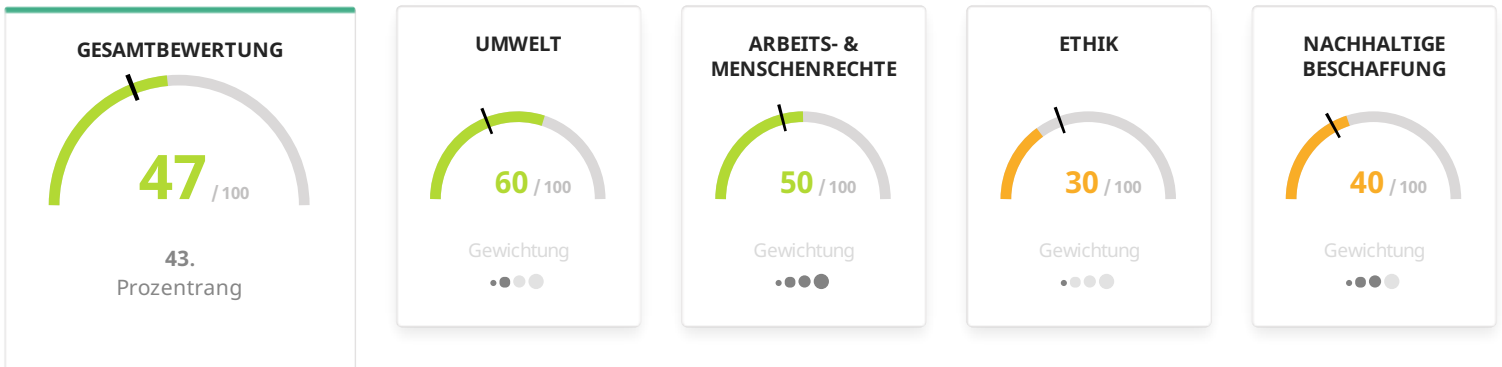 GESAMTBEWERTUNG
47 / 100
43.
Prozentrang
UMWELT
60 / 100
Gewichtung
ARBEITS- &
MENSCHENRECHTE
50 / 100
Gewichtung
ETHIK
30 / 100
Gewichtung
NACHHALTIGE
BESCHAFFUNG
40 / 100
Gewichtung